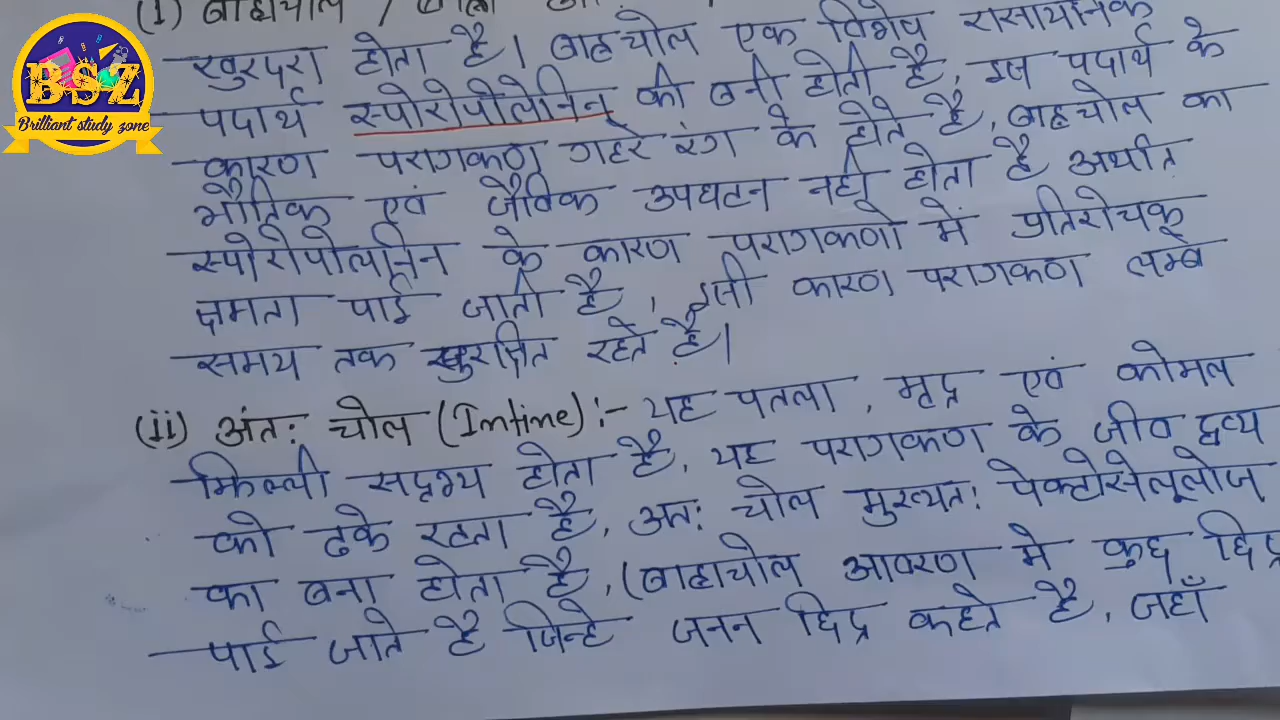 BSZ
Brilliant study zone
(i) बाह्यचोल /
खुरदरा होता है। बाह्यचोल एक विशेष रासायनिक
पदार्थ स्पोरोपोलेनिन की बनी होती है, इस पदार्थ के
कारण परागकण गहरे रंग के होते है, बाह्यचोल का
भौतिक एवं जैविक उपघटन नही होता है अर्थात
स्पोरोपोलेनिन के कारण परागकणो में प्रतिरोधक
क्षमता पाई जाती है, इसी कारण परागकण लम्बे
समय तक सुरक्षित रहते है।
(ii) अंतः चोल (Intine) :- यह पतला, मृदु एवं कोमल
झिल्ली सदृश्य होता है, यह परागकण के जीव द्रव्य
को ढके रहता है, अतः चोल मुख्यतः पेक्टोसेलूलोज
का बना होता है, (बाह्यचोल आवरण मे कुछ छिद्र
पाई जाते है जिन्हे जनन छिद्र कहते है, जहाँ